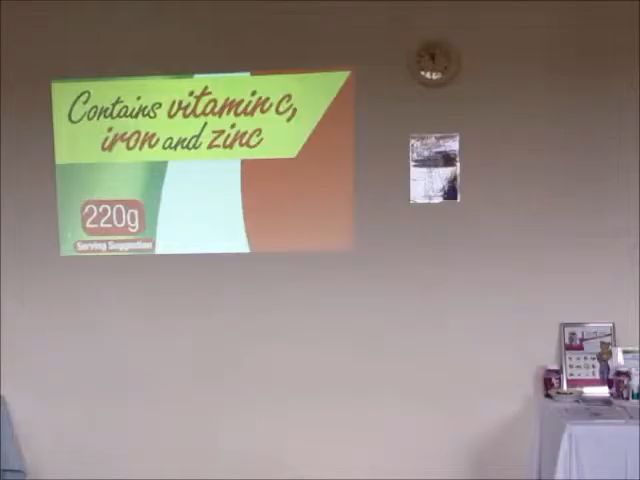 Contains vitamin c,
iron and zinc
220g
Serving Suggestion